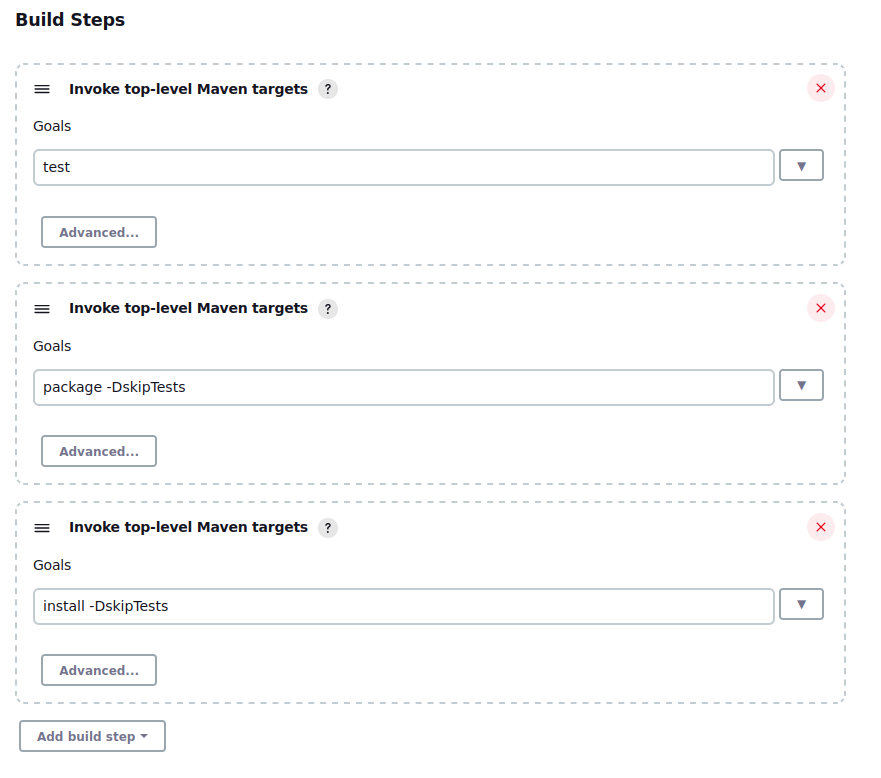 Build Steps
Invoke top-level Maven targets ?
Goals
test
Advanced...
Invoke top-level Maven targets ?
Goals
package -DskipTests
Advanced...
Invoke top-level Maven targets ?
Goals
install -DskipTests
Advanced...
Add build step